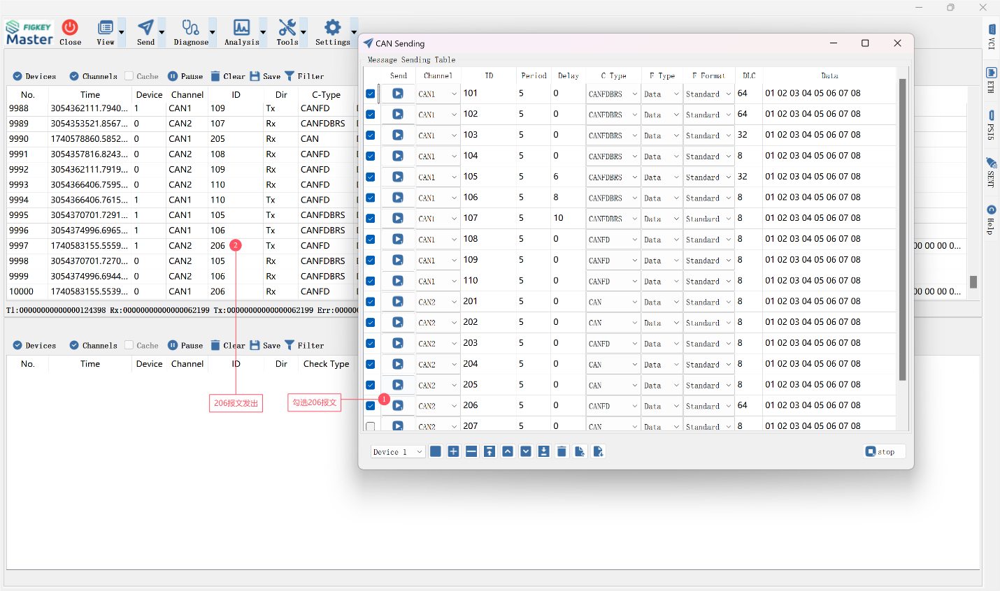 FIGKEY
Master
Close
View
Send
Diagnose
Analysis
Tools
Settings
Devices Channels Cache Pause Clear Save Filter
No. Time Device Channel ID Dir C-Type
9988 3054362111.7940... 1 CAN1 109 Tx CANFD
9989 3054353521.8567... 0 CAN2 107 Rx CANFDBRS
9990 1740578860.5852... 0 CAN1 205 Rx CAN
9991 3054357816.8243... 0 CAN2 108 Rx CANFD
9992 3054362111.7919... 0 CAN2 109 Rx CANFD
9993 3054366406.7595... 0 CAN2 110 Rx CANFD
9994 3054366406.7615... 1 CAN1 110 Tx CANFD
9995 3054370701.7291... 1 CAN1 105 Tx CANFDBRS
9996 3054374996.6965... 1 CAN1 106 Tx CANFDBRS
9997 1740583155.5559... 1 CAN2 206 2 Tx CANFD 00 00 00 0...
9998 3054370701.7270... 0 CAN2 105 Rx CANFDBRS
9999 3054374996.6944... 0 CAN2 106 Rx CANFDBRS
10000 1740583155.5539... 0 CAN1 206 Rx CANFD 00 00 00 0...
Tl:00000000000000124398 Rx:00000000000000062199 Tx:00000000000000062199 Err:00000
Devices Channels Cache Pause Clear Save Filter
No. Time Device Channel ID Dir Check Type
206报文发出
勾选206报文
1
CAN Sending
Message Sending Table
Send Channel ID Period Delay C Type F Type F Format DLC Data
CAN1 101 5 0 CANFDBRS Data Standard 64 01 02 03 04 05 06 07 08
CAN1 102 5 0 CANFDBRS Data Standard 64 01 02 03 04 05 06 07 08
CAN1 103 5 0 CANFDBRS Data Standard 32 01 02 03 04 05 06 07 08
CAN1 104 5 0 CANFDBRS Data Standard 8 01 02 03 04 05 06 07 08
CAN1 105 5 6 CANFDBRS Data Standard 32 01 02 03 04 05 06 07 08
CAN1 106 5 8 CANFDBRS Data Standard 8 01 02 03 04 05 06 07 08
CAN1 107 5 10 CANFDBRS Data Standard 8 01 02 03 04 05 06 07 08
CAN1 108 5 0 CANFD Data Standard 8 01 02 03 04 05 06 07 08
CAN1 109 5 0 CANFD Data Standard 8 01 02 03 04 05 06 07 08
CAN1 110 5 0 CANFD Data Standard 8 01 02 03 04 05 06 07 08
CAN2 201 5 0 CAN Data Standard 8 01 02 03 04 05 06 07 08
CAN2 202 5 0 CAN Data Standard 8 01 02 03 04 05 06 07 08
CAN2 203 5 0 CANFD Data Standard 8 01 02 03 04 05 06 07 08
CAN2 204 5 0 CAN Data Standard 8 01 02 03 04 05 06 07 08
CAN2 205 5 0 CAN Data Standard 8 01 02 03 04 05 06 07 08
CAN2 206 5 0 CANFD Data Standard 64 01 02 03 04 05 06 07 08
CAN2 207 5 0 CAN Data Standard 8 01 02 03 04 05 06 07 08
Device 1
stop
VCI
ETH
PSI5
SENT
Help